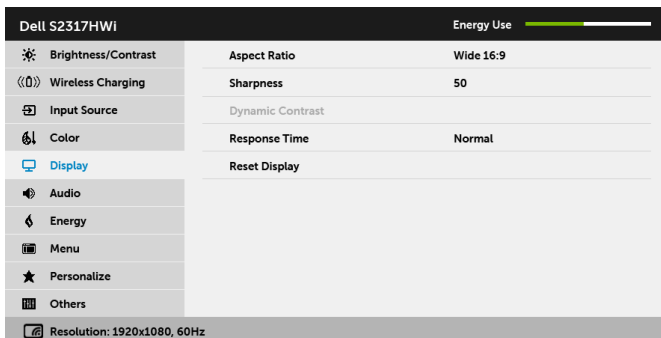 Dell S2317HWi Energy Use
Brightness/Contrast Aspect Ratio Wide 16:9
Wireless Charging Sharpness 50
Input Source Dynamic Contrast
Color Response Time Normal
Display Reset Display
Audio
Energy
Menu
Personalize
Others
Resolution: 1920x1080, 60Hz